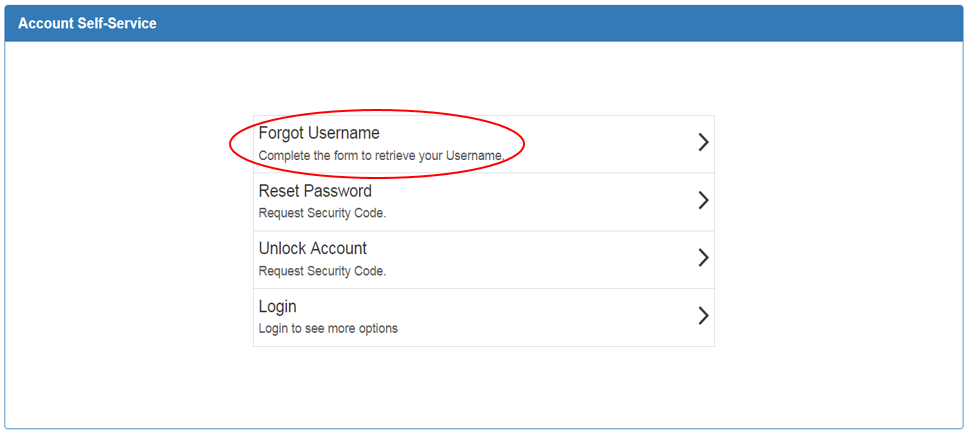 Account Self-Service
Forgot Username
Complete the form to retrieve your Username.
Reset Password
Request Security Code.
Unlock Account
Request Security Code.
Login
Login to see more options